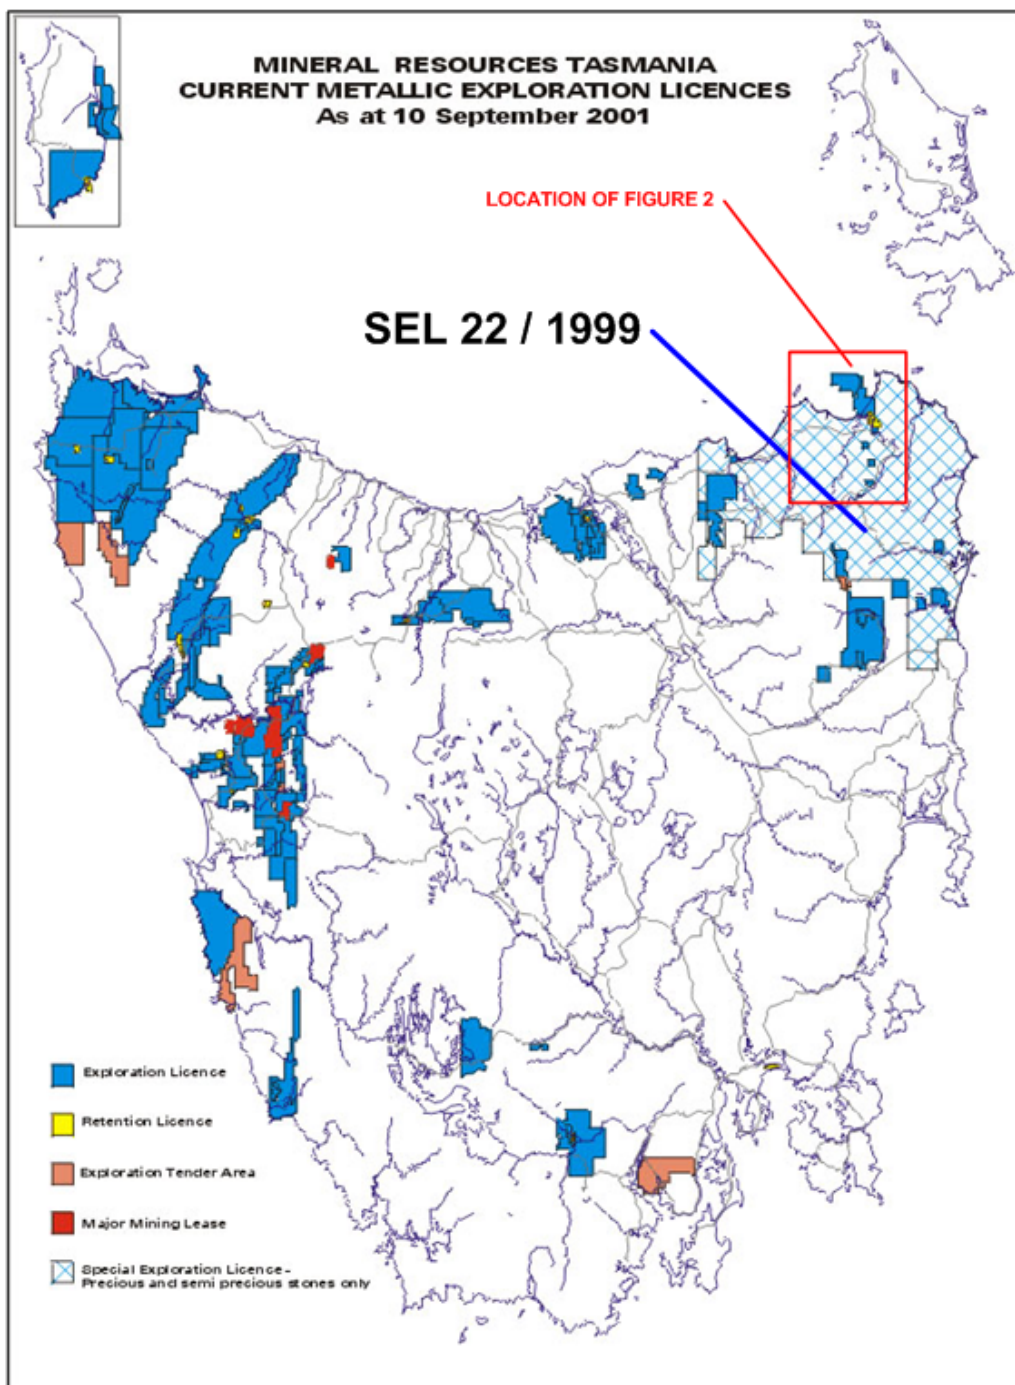 MINERAL RESOURCES TASMANIA
CURRENT METALLIC EXPLORATION LICENCES
As at 10 September 2001
LOCATION OF FIGURE 2
SEL 22 / 1999
Exploration Licence
Retention Licence
Exploration Tender Area
Major Mining Lease
Special Exploration Licence -
Precious and semi precious stones only